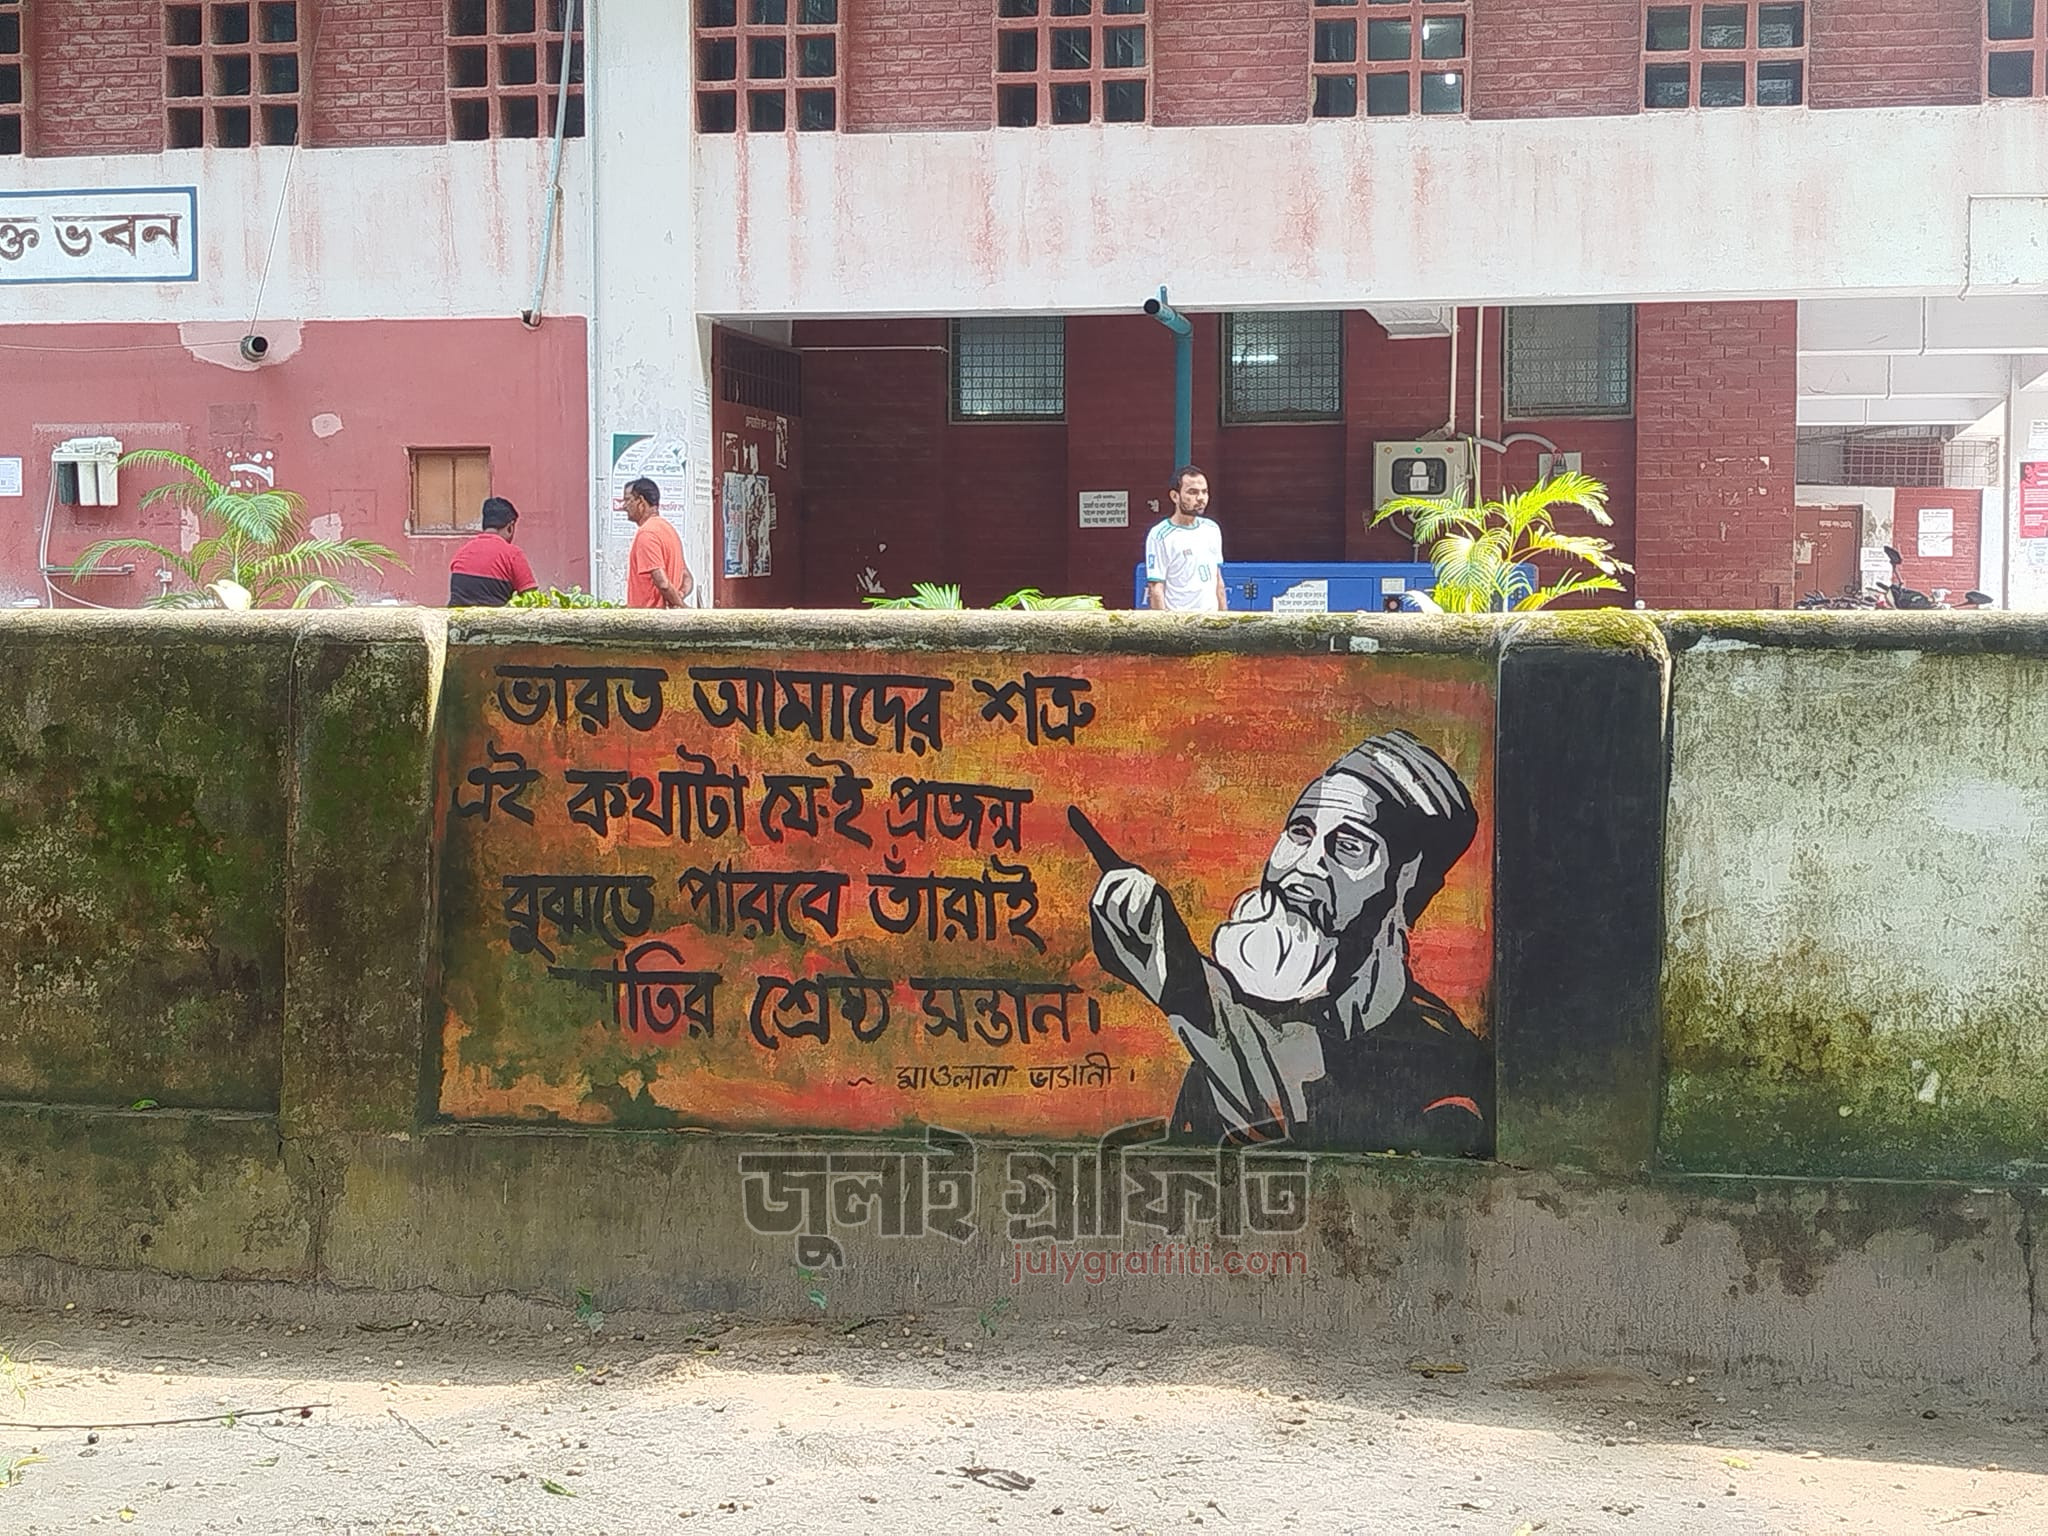 ভবন
ভারত আমাদের শত্রু
এই কথাটা যেই প্রজন্ম
বুঝতে পারবে তাঁরাই
জাতির শ্রেষ্ঠ সন্তান।
~ মাওলানা ভাসানী।
জুলাই গ্রাফিতি
julygraffiti.com